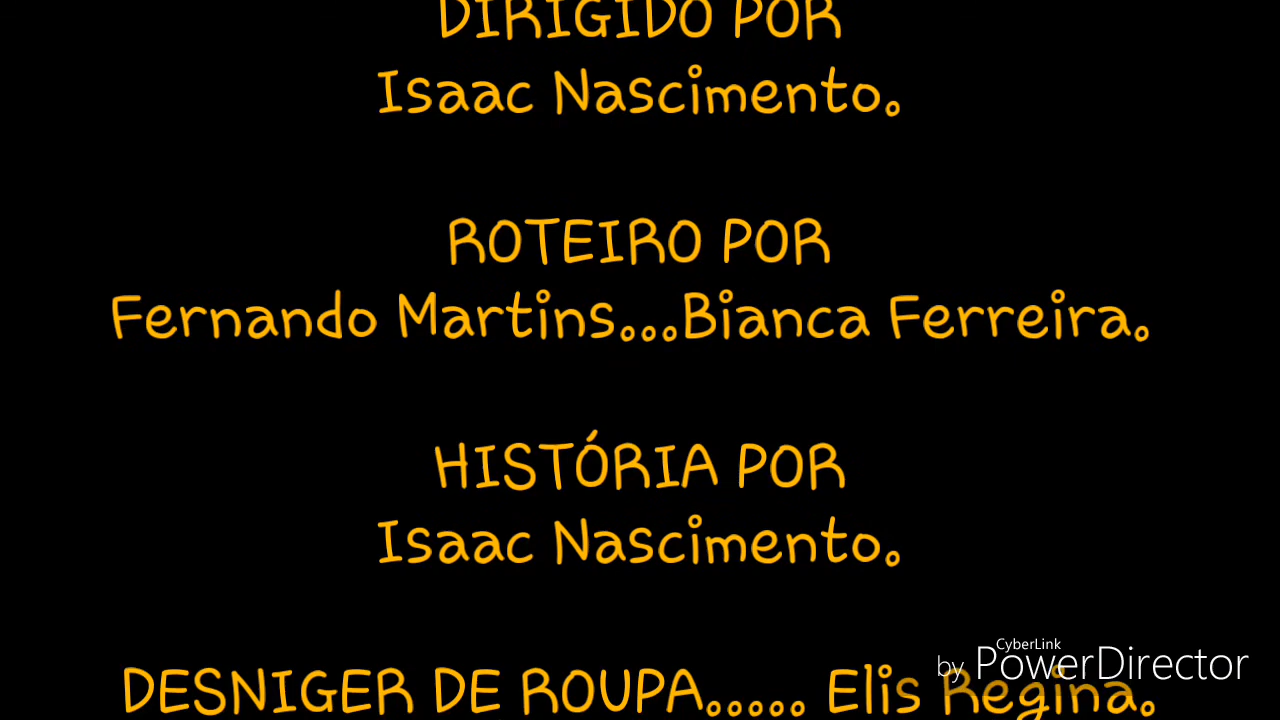 DIRIGIDO POR
Isaac Nascimento.
ROTEIRO POR
Fernando Martins...Bianca Ferreira.
HISTÓRIA POR
Isaac Nascimento.
DESNIGER DE ROUPA..... Elis Regina.
CyberLink
by PowerDirector